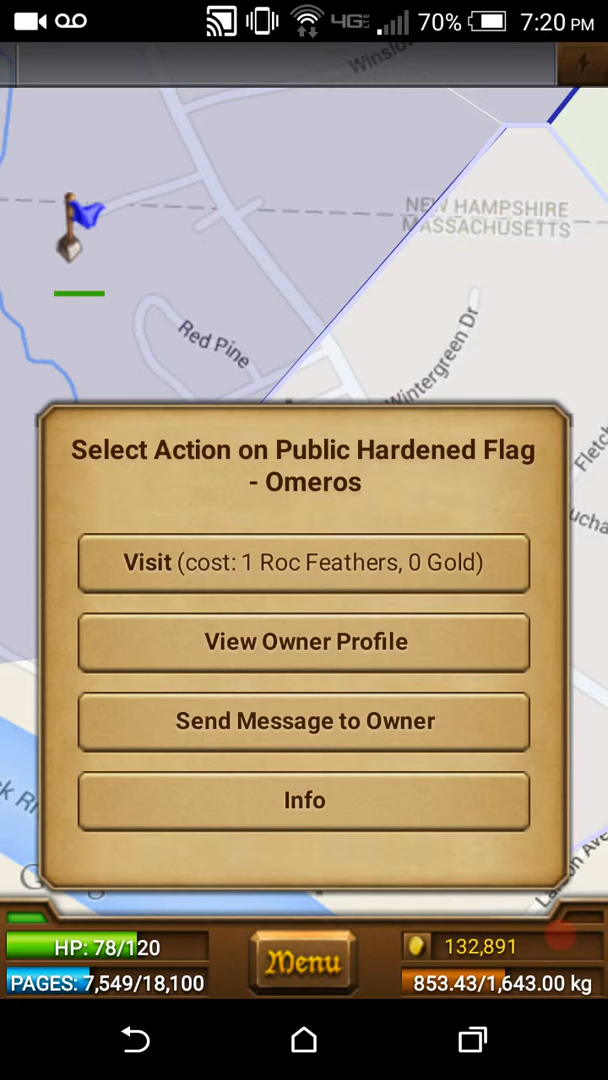 4G LTE 70% 7:20 PM
Winslow
NEW HAMPSHIRE
MASSACHUSETTS
Red Pine
Wintergreen Dr
Select Action on Public Hardened Flag
- Omeros
Visit (cost: 1 Roc Feathers, 0 Gold)
View Owner Profile
Send Message to Owner
Info
HP: 78/120
Menu
132,891
PAGES: 7,549/18,100
853.43/1,643.00 kg